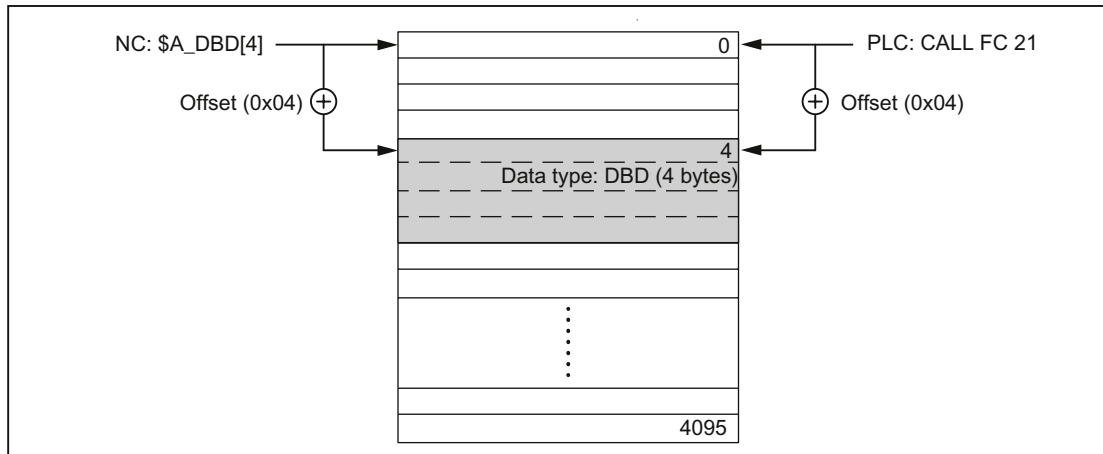 NC: $A_DBD[4]
0
PLC: CALL FC 21
Offset (0x04)
Offset (0x04)
4
Data type: DBD (4 bytes)
4095